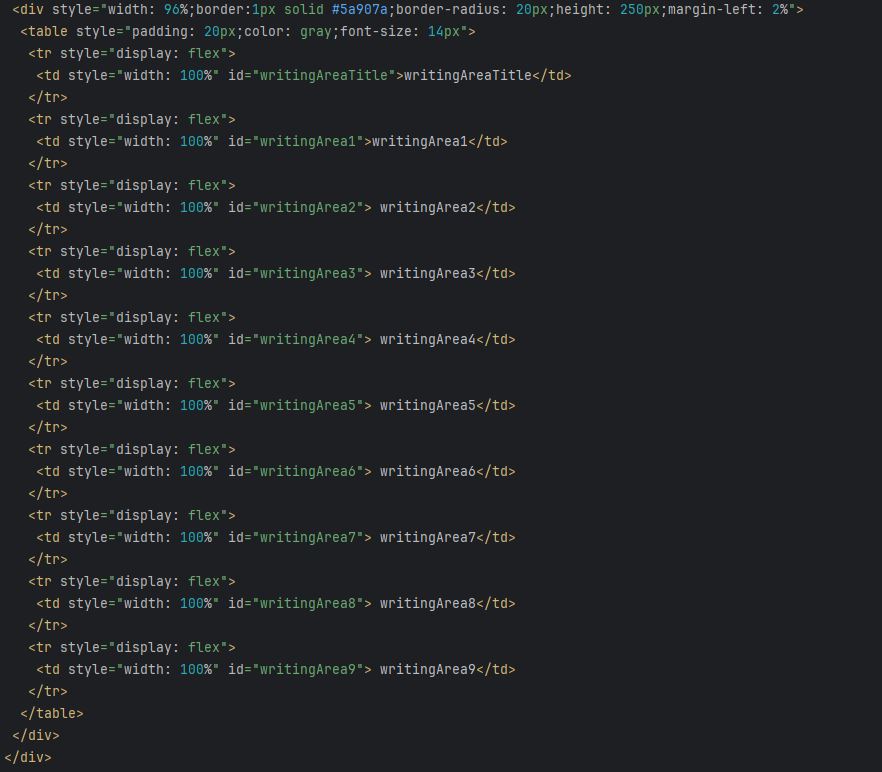 <div style="width: 96%;border:1px solid #5a907a;border-radius: 20px;height: 250px;margin-left: 2%">
<table style="padding: 20px;color: gray;font-size: 14px">
<tr style="display: flex">
<td style="width: 100%" id="writingAreaTitle">writingAreaTitle</td>
</tr>
<tr style="display: flex">
<td style="width: 100%" id="writingArea1">writingArea1</td>
</tr>
<tr style="display: flex">
<td style="width: 100%" id="writingArea2"> writingArea2</td>
</tr>
<tr style="display: flex">
<td style="width: 100%" id="writingArea3"> writingArea3</td>
</tr>
<tr style="display: flex">
<td style="width: 100%" id="writingArea4"> writingArea4</td>
</tr>
<tr style="display: flex">
<td style="width: 100%" id="writingArea5"> writingArea5</td>
</tr>
<tr style="display: flex">
<td style="width: 100%" id="writingArea6"> writingArea6</td>
</tr>
<tr style="display: flex">
<td style="width: 100%" id="writingArea7"> writingArea7</td>
</tr>
<tr style="display: flex">
<td style="width: 100%" id="writingArea8"> writingArea8</td>
</tr>
<tr style="display: flex">
<td style="width: 100%" id="writingArea9"> writingArea9</td>
</tr>
</table>
</div>
</div>